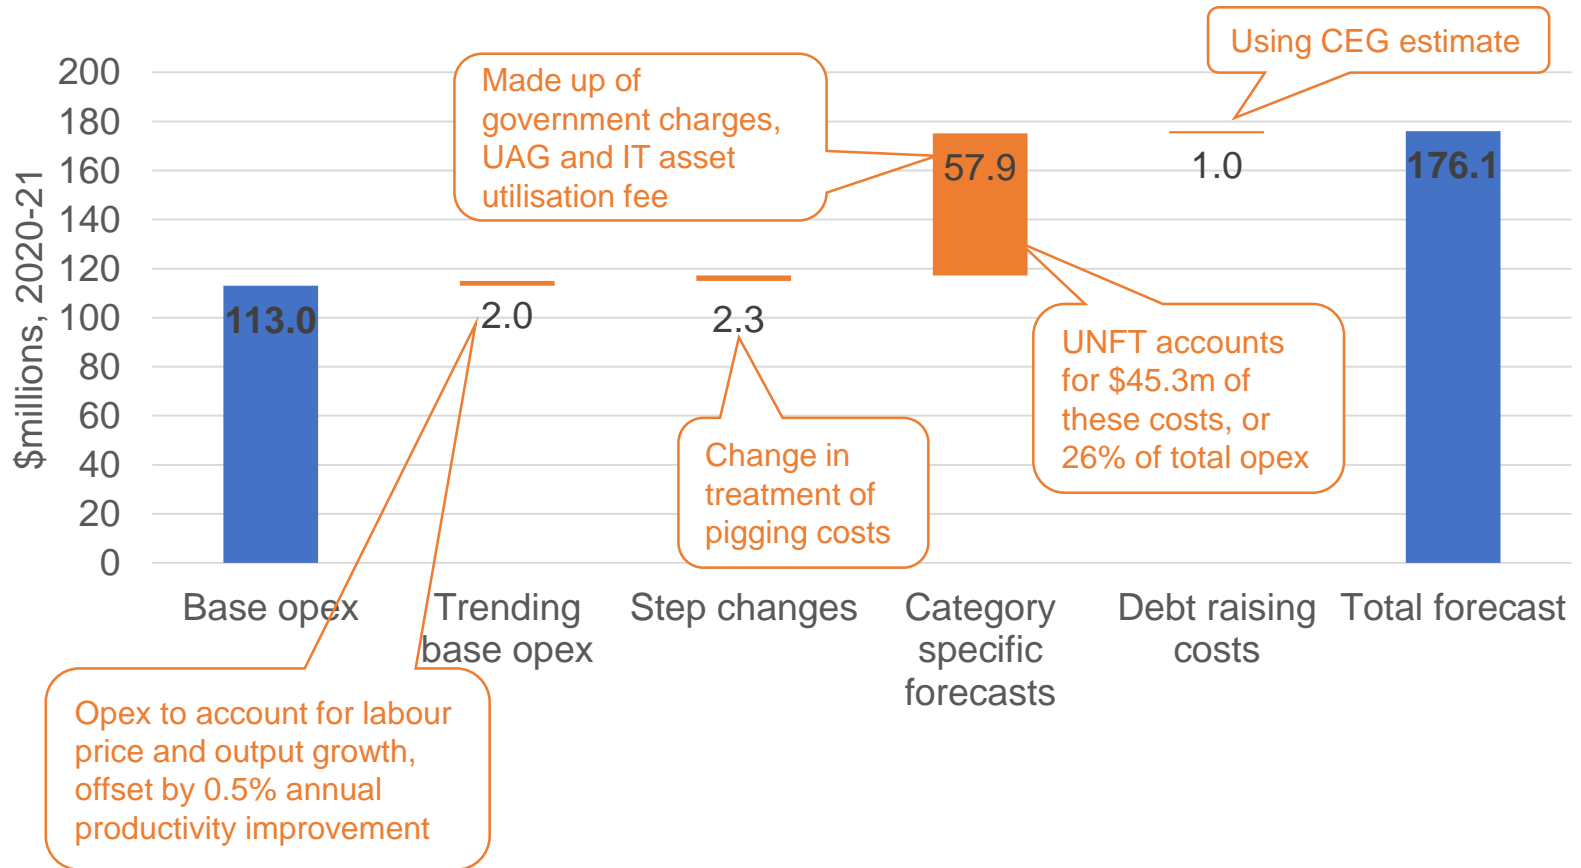 Using CEG estimate
Made up of
government charges,
UAG and IT asset
utilisation fee
$millions, 2020-21
200
180
160
140
120
100
80
60
40
20
0
113.0
2.0
2.3
57.9
1.0
176.1
UNFT accounts
for $45.3m of
these costs, or
26% of total opex
Change in
treatment of
pigging costs
Base opex
Trending
base opex
Step changes
Category
specific
forecasts
Debt raising
costs
Total forecast
Opex to account for labour
price and output growth,
offset by 0.5% annual
productivity improvement